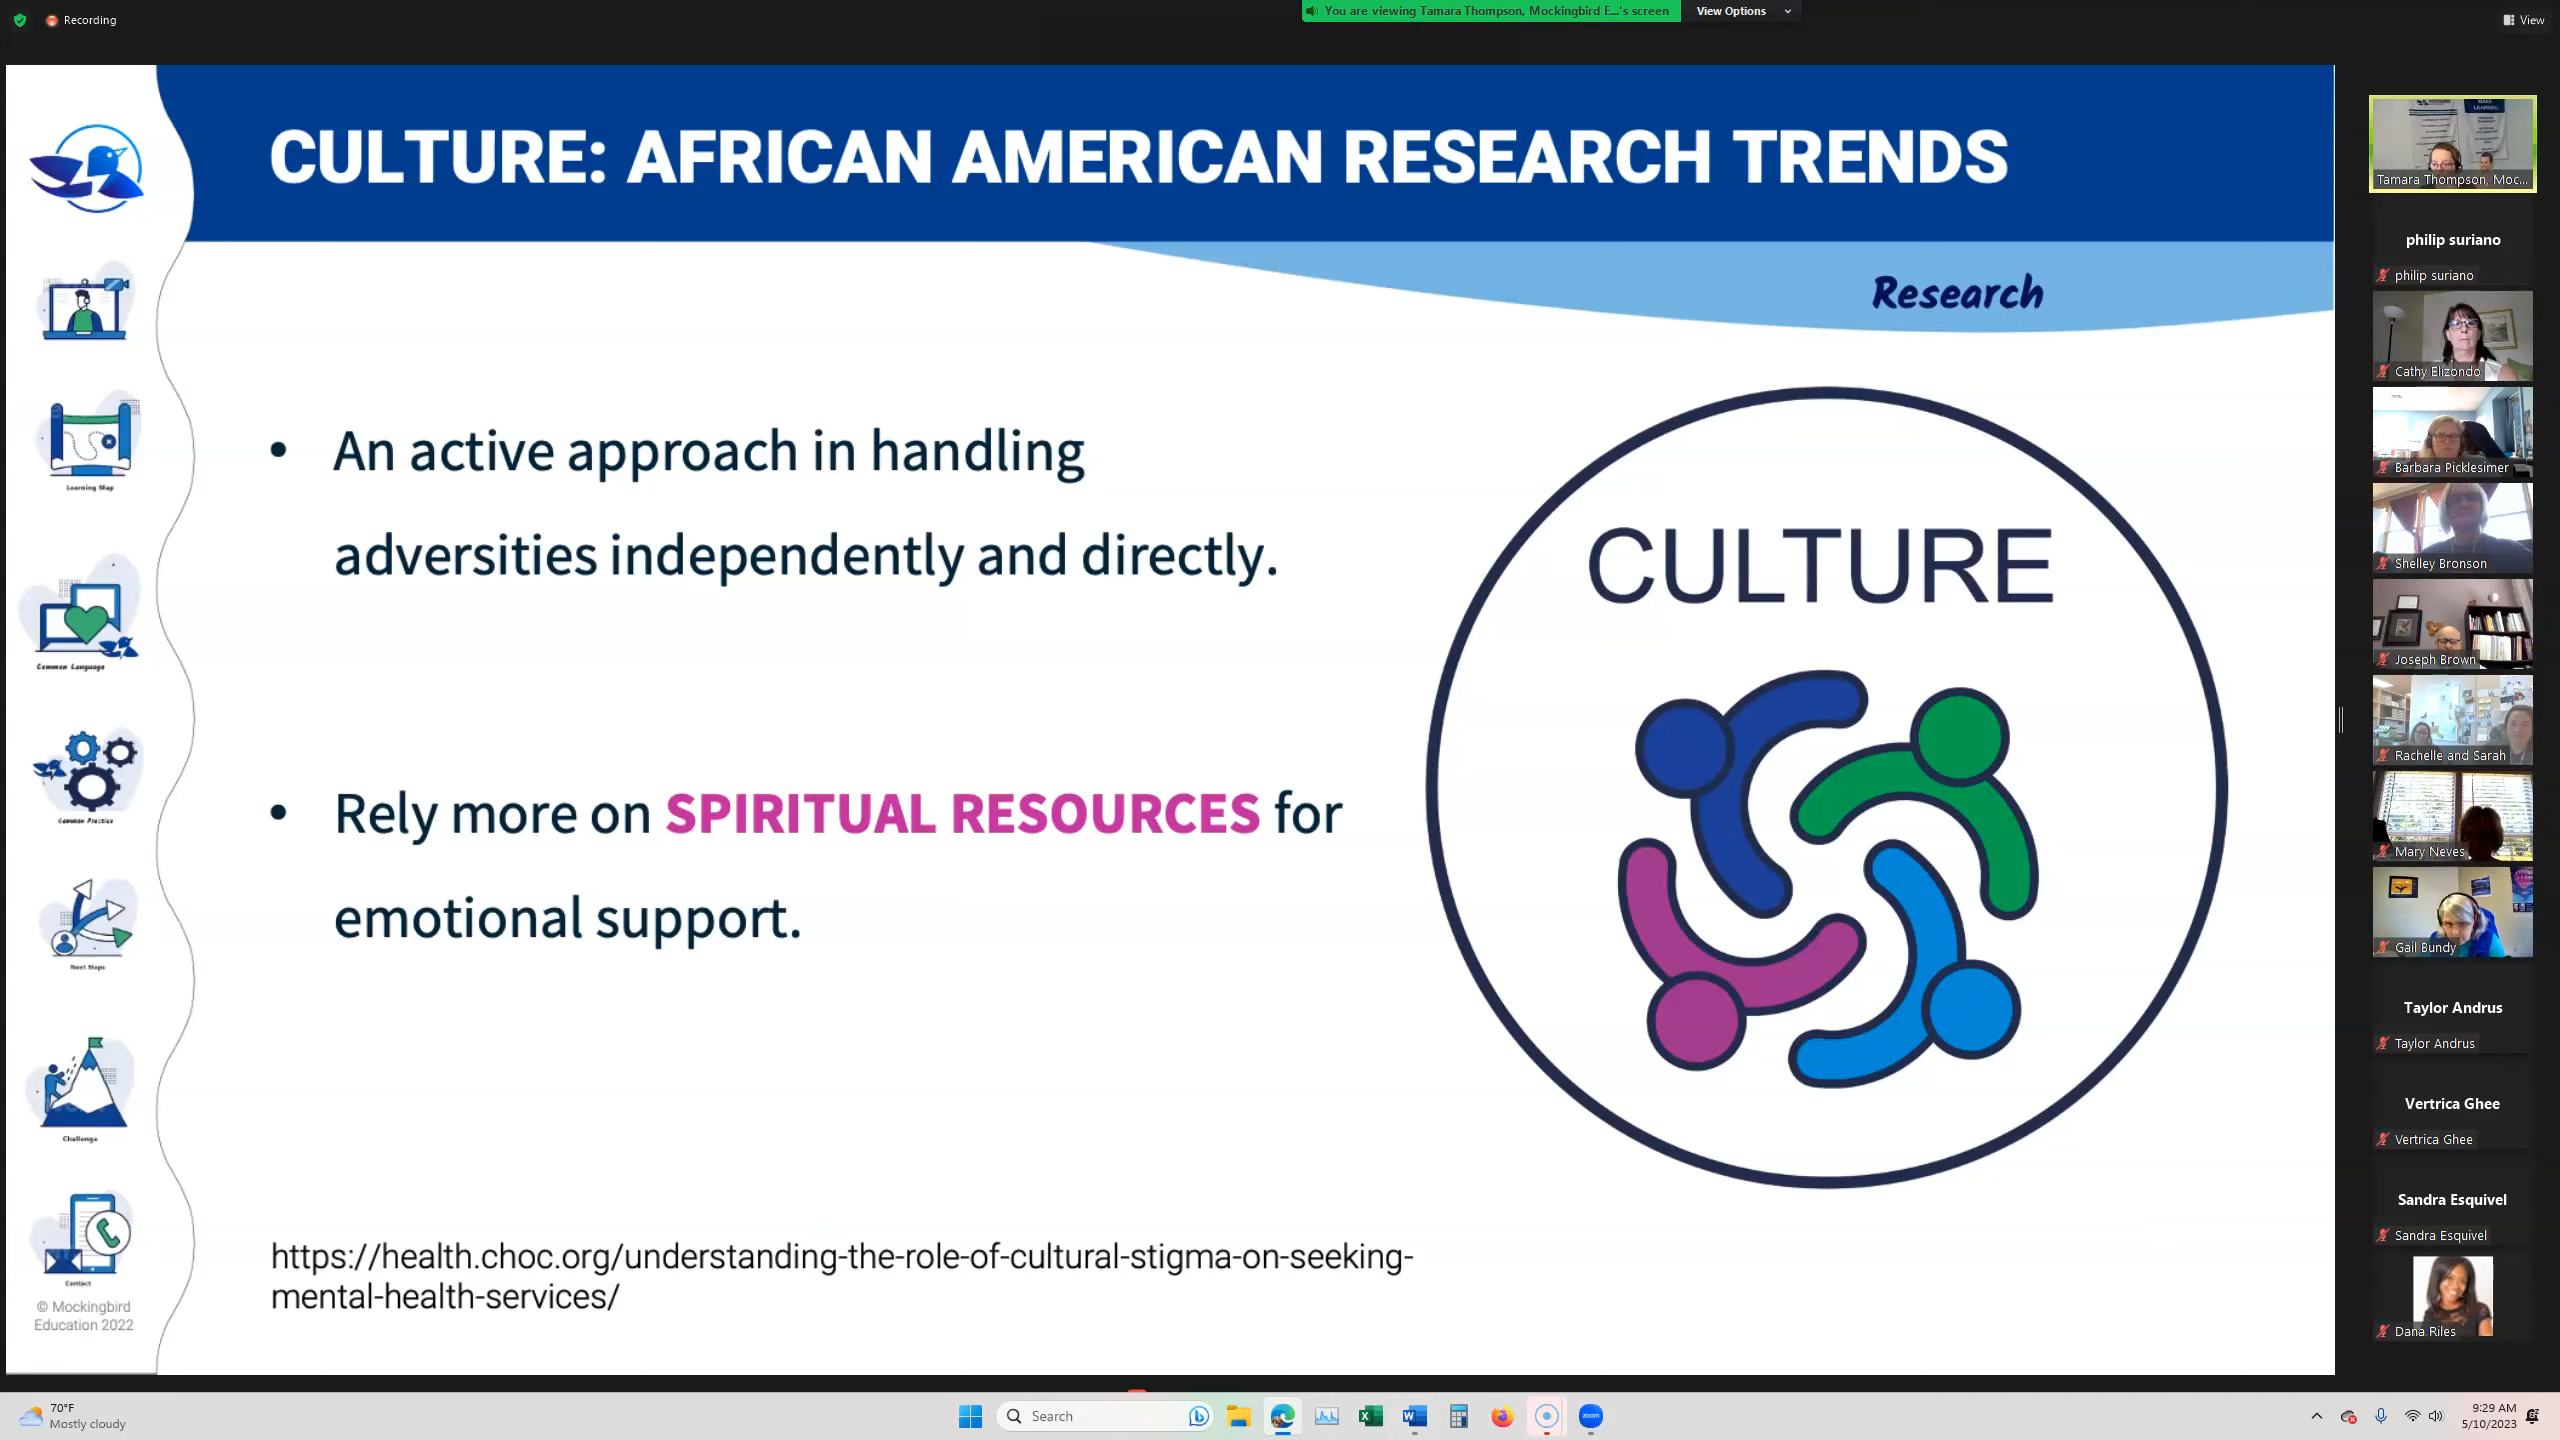 Recording
You are viewing Tamara Thompson, Mockingbird E...'s screen
View Options
View
CULTURE: AFRICAN AMERICAN RESEARCH TRENDS
Research
• An active approach in handling
adversities independently and directly.
• Rely more on SPIRITUAL RESOURCES for
emotional support.
CULTURE
https://health.choc.org/understanding-the-role-of-cultural-stigma-on-seeking-
mental-health-services/
Learning Map
Common Language
Common Practice
Next Steps
Challenge
Contact
© Mockingbird
Education 2022
Tamara Thompson, Moc...
philip suriano
philip suriano
Cathy Elizondo
Barbara Picklesimer
Shelley Bronson
Joseph Brown
Rachelle and Sarah
Mary Neves
Gail Bundy
Taylor Andrus
Taylor Andrus
Vertrica Ghee
Vertrica Ghee
Sandra Esquivel
Sandra Esquivel
Dana Riles
70°F
Mostly cloudy
Search
zoom
9:29 AM
5/10/2023